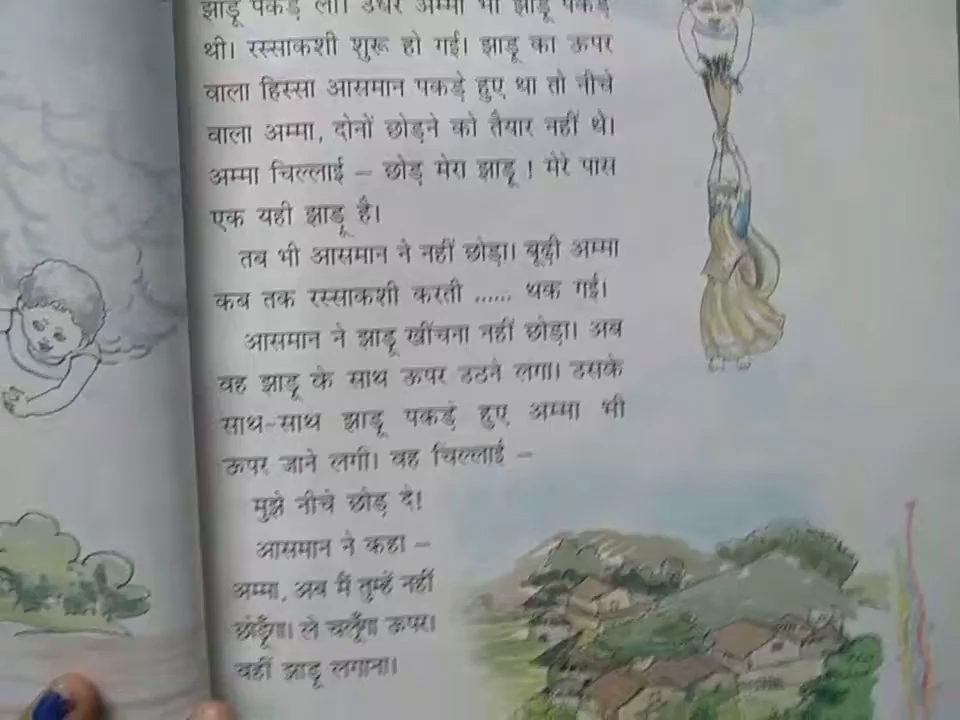 झाड़ू पकड़े ली। उधर अम्मा भी झाड़ू पकड़े
थी। रस्साकशी शुरू हो गई। झाड़ू का ऊपर
वाला हिस्सा आसमान पकड़े हुए था तो नीचे
वाला अम्मा, दोनों छोड़ने को तैयार नहीं थे।
अम्मा चिल्लाई – छोड़ मेरा झाड़ू ! मेरे पास
एक यही झाड़ू है।
तब भी आसमान ने नहीं छोड़ा। बूढ़ी अम्मा
कब तक रस्साकशी करती ...... थक गई।
आसमान ने झाड़ू खींचना नहीं छोड़ा। अब
वह झाड़ू के साथ ऊपर उठने लगा। उसके
साथ-साथ झाड़ू पकड़े हुए अम्मा भी
ऊपर जाने लगी। वह चिल्लाई –
मुझे नीचे छोड़ दे!
आसमान ने कहा –
अम्मा, अब मैं तुम्हें नहीं
छोडूँगा। ले चलूँगा ऊपर।
वहीं झाड़ू लगाना।